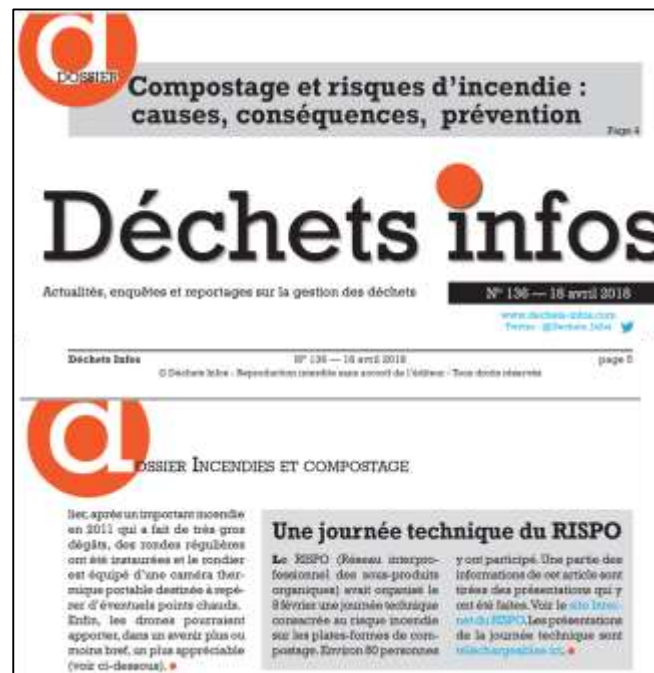 d
DOSSIER
Compostage et risques d’incendie :
causes, conséquences, prévention
Page 4
Déchets infos
Actualités, enquêtes et reportages sur la gestion des déchets
N° 136 — 18 avril 2018
www.dechets-infos.com
Twitter : @Dechets_Infos
Déchets Infos N° 136 — 18 avril 2018 page 5
© Déchets Infos - Reproduction interdite sans accord de l’éditeur - Tous droits réservés
dOSSIER INCENDIES ET COMPOSTAGE
lier, après un important incendie
en 2011 qui a fait de très gros
dégâts, des rondes régulières
ont été instaurées et le rondier
est équipé d’une caméra ther-
mique portable destinée à repé-
rer d’éventuels points chauds.
Enfin, les drones pourraient
apporter, dans un avenir plus ou
moins bref, un plus appréciable
(voir ci-dessous).
Une journée technique du RISPO
Le RISPO (Réseau interpro-
fessionnel des sous-produits
organiques) avait organisé le
8 février une journée technique
consacrée au risque incendie
sur les plates-formes de com-
postage. Environ 80 personnes
y ont participé. Une partie des
informations de cet article sont
tirées des présentations qui y
ont été faites. Voir le site Inter-
net du RISPO. Les présentations
de la journée technique sont
téléchargeables ici.